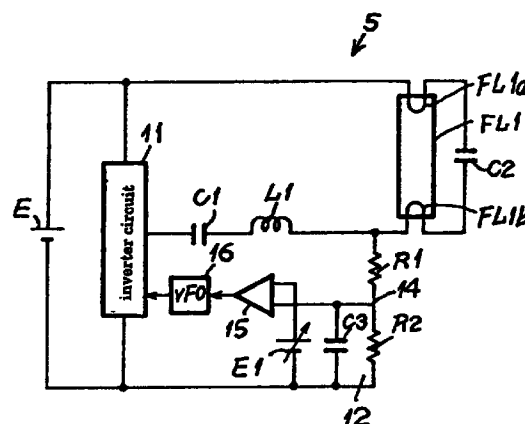 5
FL1a
11
FL1
E
inverter circuit
C1
L1
C2
FL1b
16
R1
VFO
14
15
C3
R2
E1
12